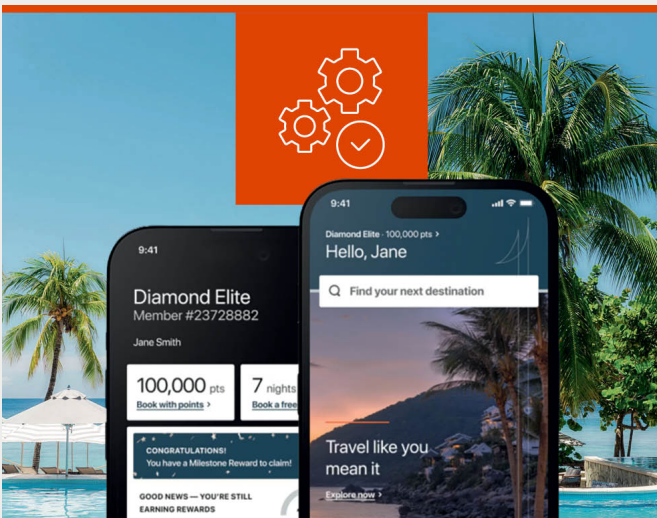 9:41
Diamond Elite
Member #23728882
Jane Smith
100,000 pts
Book with points >
7 nights
Book a free
CONGRATULATIONS!
You have a Milestone Reward to claim!
GOOD NEWS — YOU'RE STILL
EARNING REWARDS
9:41
Diamond Elite · 100,000 pts >
Hello, Jane
Find your next destination
Travel like you
mean it
Explore now >